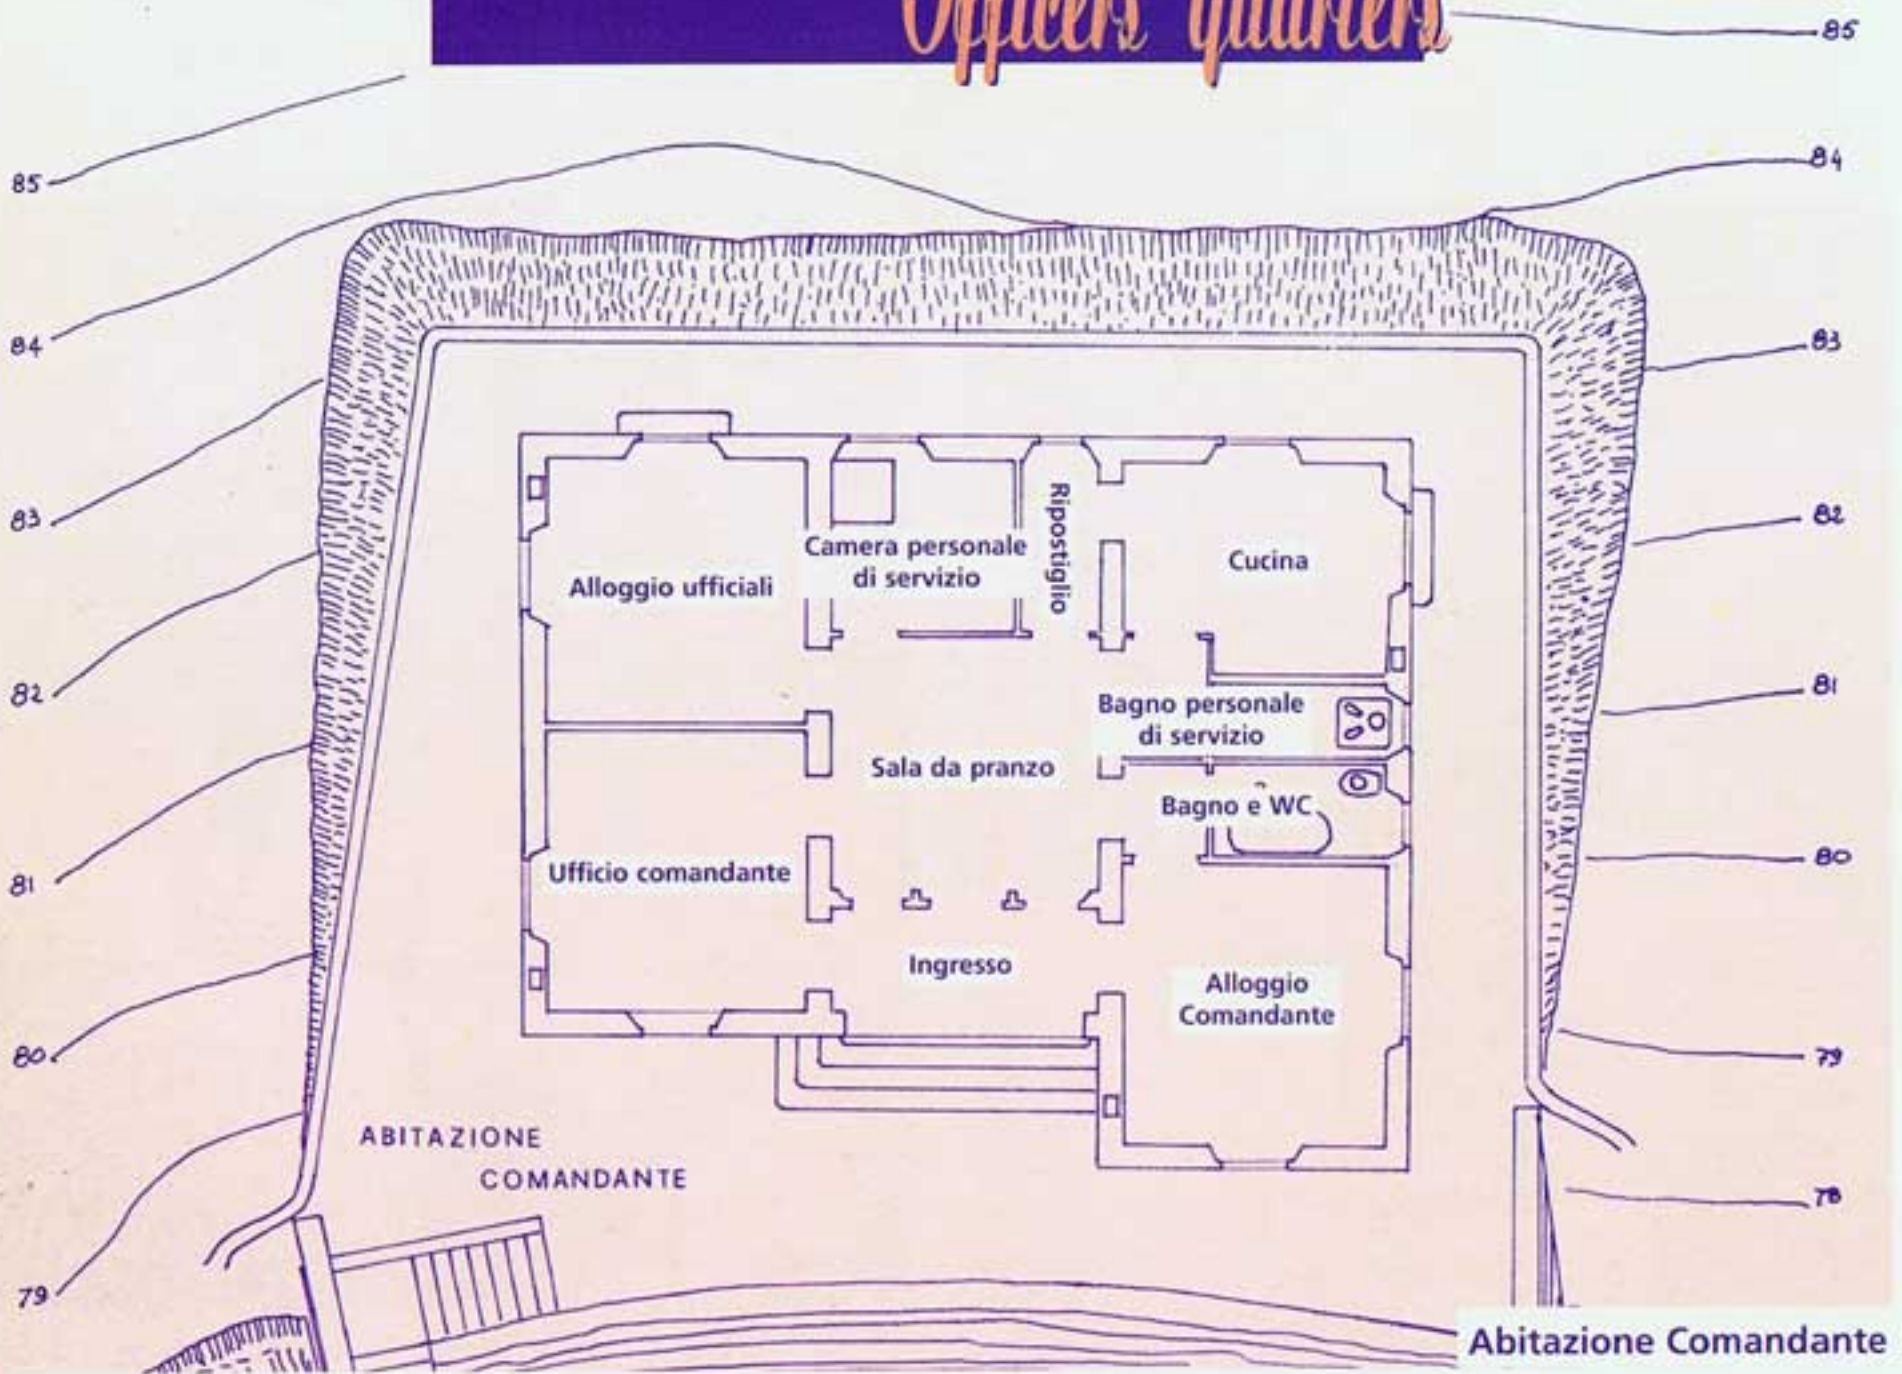 Officers' quarters
85
85
84
84
83
83
82
82
81
81
80
80
79
79
78
Alloggio ufficiali
Camera personale
di servizio
Ripostiglio
Cucina
Bagno personale
di servizio
Sala da pranzo
Bagno e WC
Ufficio comandante
Ingresso
Alloggio
Comandante
ABITAZIONE
COMANDANTE
Abitazione Comandante